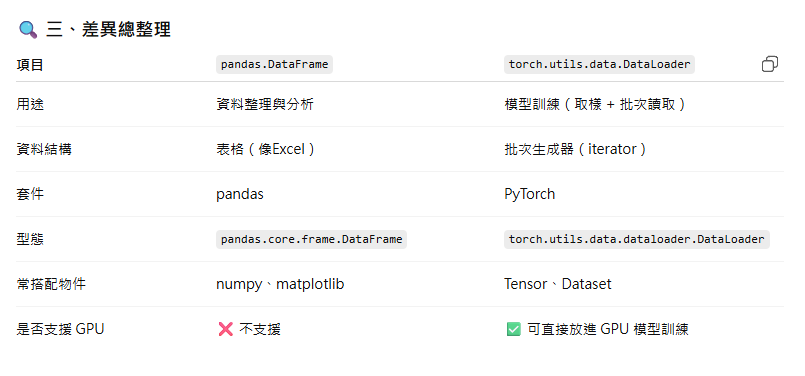 🔍 三、差異總整理
項目 pandas.DataFrame torch.utils.data.DataLoader
用途 資料整理與分析 模型訓練（取樣 + 批次讀取）
資料結構 表格（像Excel） 批次生成器（iterator）
套件 pandas PyTorch
型態 pandas.core.frame.DataFrame torch.utils.data.dataloader.DataLoader
常搭配物件 numpy、matplotlib Tensor、Dataset
是否支援 GPU ❌ 不支援 ✅ 可直接放進 GPU 模型訓練